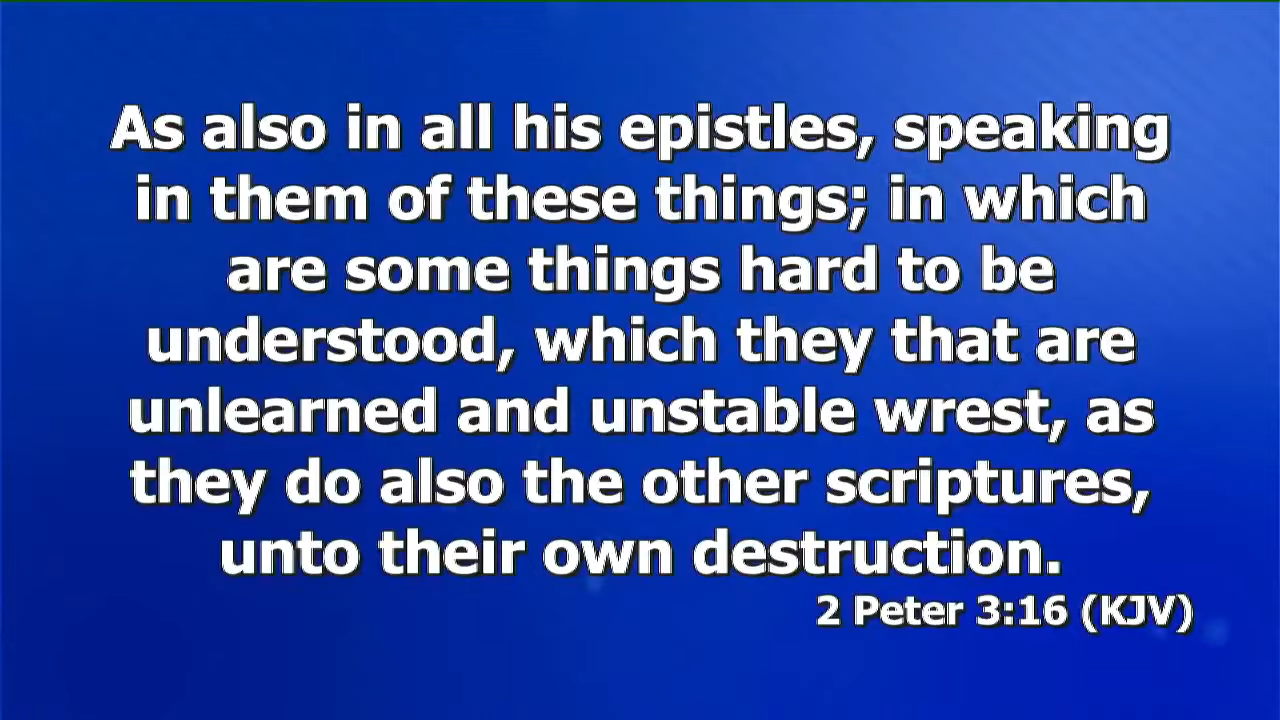 As also in all his epistles, speaking
in them of these things; in which
are some things hard to be
understood, which they that are
unlearned and unstable wrest, as
they do also the other scriptures,
unto their own destruction.
2 Peter 3:16 (KJV)